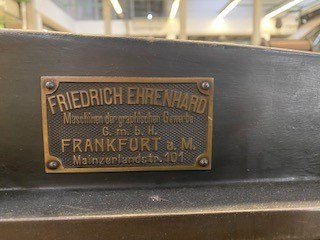 FRIEDRICH EHRENHARD
Maschinen der graphischen Gewerbe
G. m. b. H.
FRANKFURT a. M.
Mainzerlandstr. 101